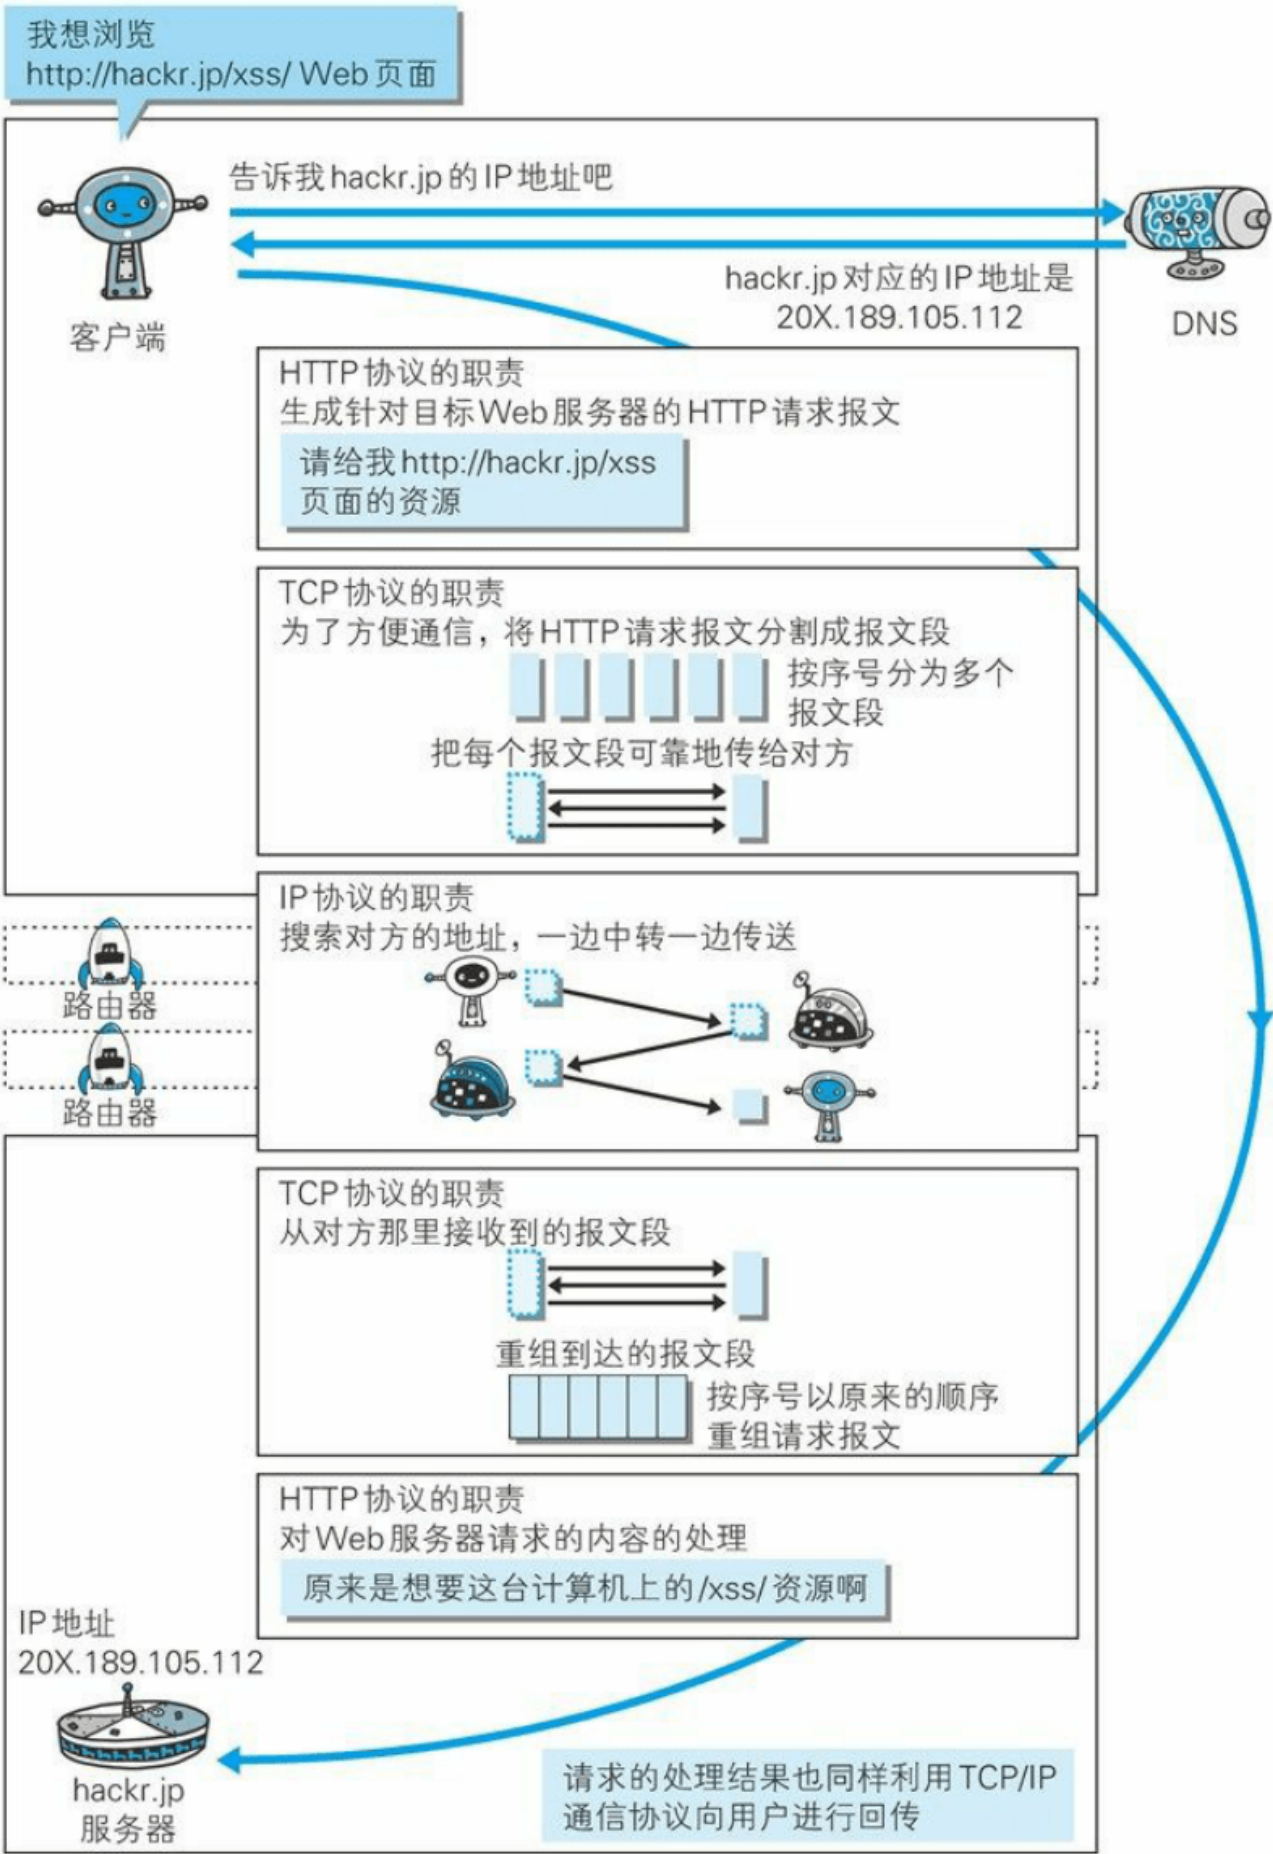 我想浏览
http://hackr.jp/xss/ Web页面
告诉我hackr.jp的IP地址吧
hackr.jp对应的IP地址是
20X.189.105.112
客户端
DNS
HTTP协议的职责
生成针对目标Web服务器的HTTP请求报文
请给我http://hackr.jp/xss
页面的资源
TCP协议的职责
为了方便通信，将HTTP请求报文分割成报文段
按序号分为多个
报文段
把每个报文段可靠地传给对方
IP协议的职责
搜索对方的地址，一边中转一边传送
路由器
路由器
TCP协议的职责
从对方那里接收到的报文段
重组到达的报文段
按序号以原来的顺序
重组请求报文
HTTP协议的职责
对Web服务器请求的内容的处理
原来是想要这台计算机上的/xss/资源啊
IP地址
20X.189.105.112
hackr.jp
服务器
请求的处理结果也同样利用TCP/IP
通信协议向用户进行回传